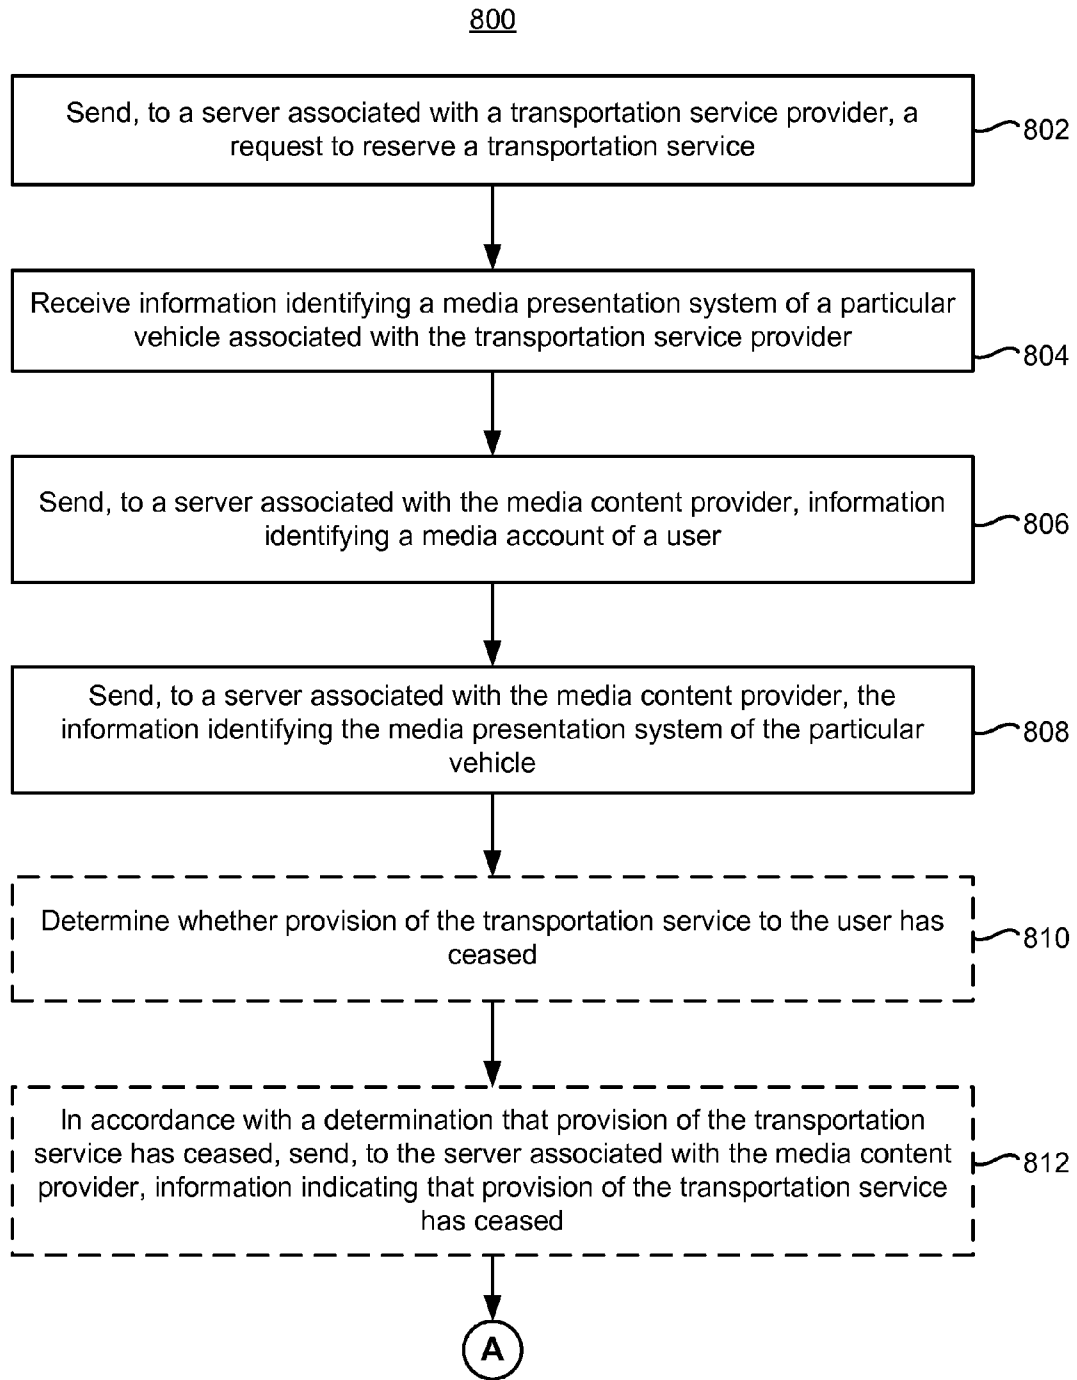 800
Send, to a server associated with a transportation service provider, a
request to reserve a transportation service
802
Receive information identifying a media presentation system of a particular
vehicle associated with the transportation service provider
804
Send, to a server associated with the media content provider, information
identifying a media account of a user
806
Send, to a server associated with the media content provider, the
information identifying the media presentation system of the particular
vehicle
808
Determine whether provision of the transportation service to the user has
ceased
810
In accordance with a determination that provision of the transportation
service has ceased, send, to the server associated with the media content
provider, information indicating that provision of the transportation service
has ceased
812
A